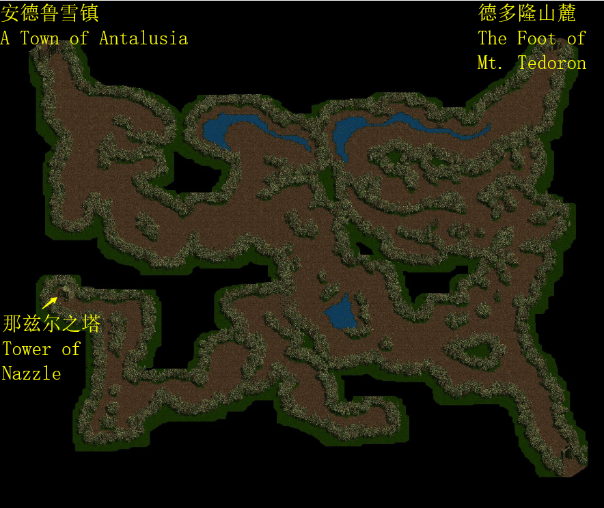 安德鲁雪镇
A Town of Antalusia
德多隆山麓
The Foot of
Mt. Tedoron
那兹尔之塔
Tower of
Nazzle